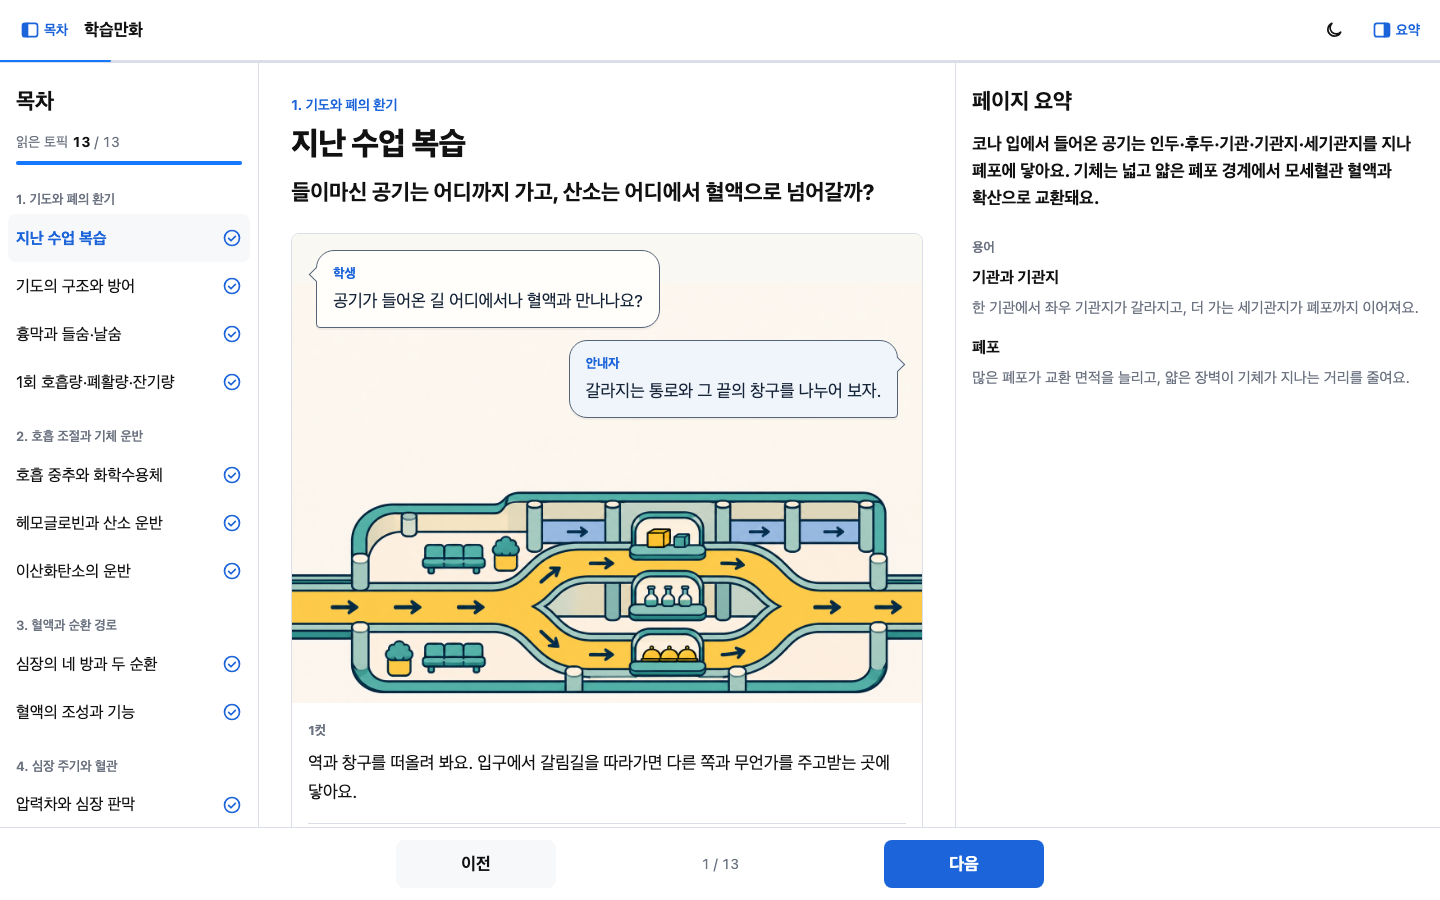 목차
학습만화
요약
목차
읽은 토픽 13 / 13
1. 기도와 폐의 환기
지난 수업 복습
기도의 구조와 방어
흉막과 들숨·날숨
1회 호흡량·폐활량·잔기량
2. 호흡 조절과 기체 운반
호흡 중추와 화학수용체
헤모글로빈과 산소 운반
이산화탄소의 운반
3. 혈액과 순환 경로
심장의 네 방과 두 순환
혈액의 조성과 기능
4. 심장 주기와 혈관
압력차와 심장 판막
1. 기도와 폐의 환기
지난 수업 복습
들이마신 공기는 어디까지 가고, 산소는 어디에서 혈액으로 넘어갈까?
학생
공기가 들어온 길 어디에서나 혈액과 만나나요?
안내자
갈라지는 통로와 그 끝의 창구를 나누어 보자.
1컷
역과 창구를 떠올려 봐요. 입구에서 갈림길을 따라가면 다른 쪽과 무언가를 주고받는 곳에
닿아요.
페이지 요약
코나 입에서 들어온 공기는 인두·후두·기관·기관지·세기관지를 지나
폐포에 닿아요. 기체는 넓고 얇은 폐포 경계에서 모세혈관 혈액과
확산으로 교환돼요.
용어
기관과 기관지
한 기관에서 좌우 기관지가 갈라지고, 더 가는 세기관지가 폐포까지 이어져요.
폐포
많은 폐포가 교환 면적을 늘리고, 얇은 장벽이 기체가 지나는 거리를 줄여요.
이전
1 / 13
다음